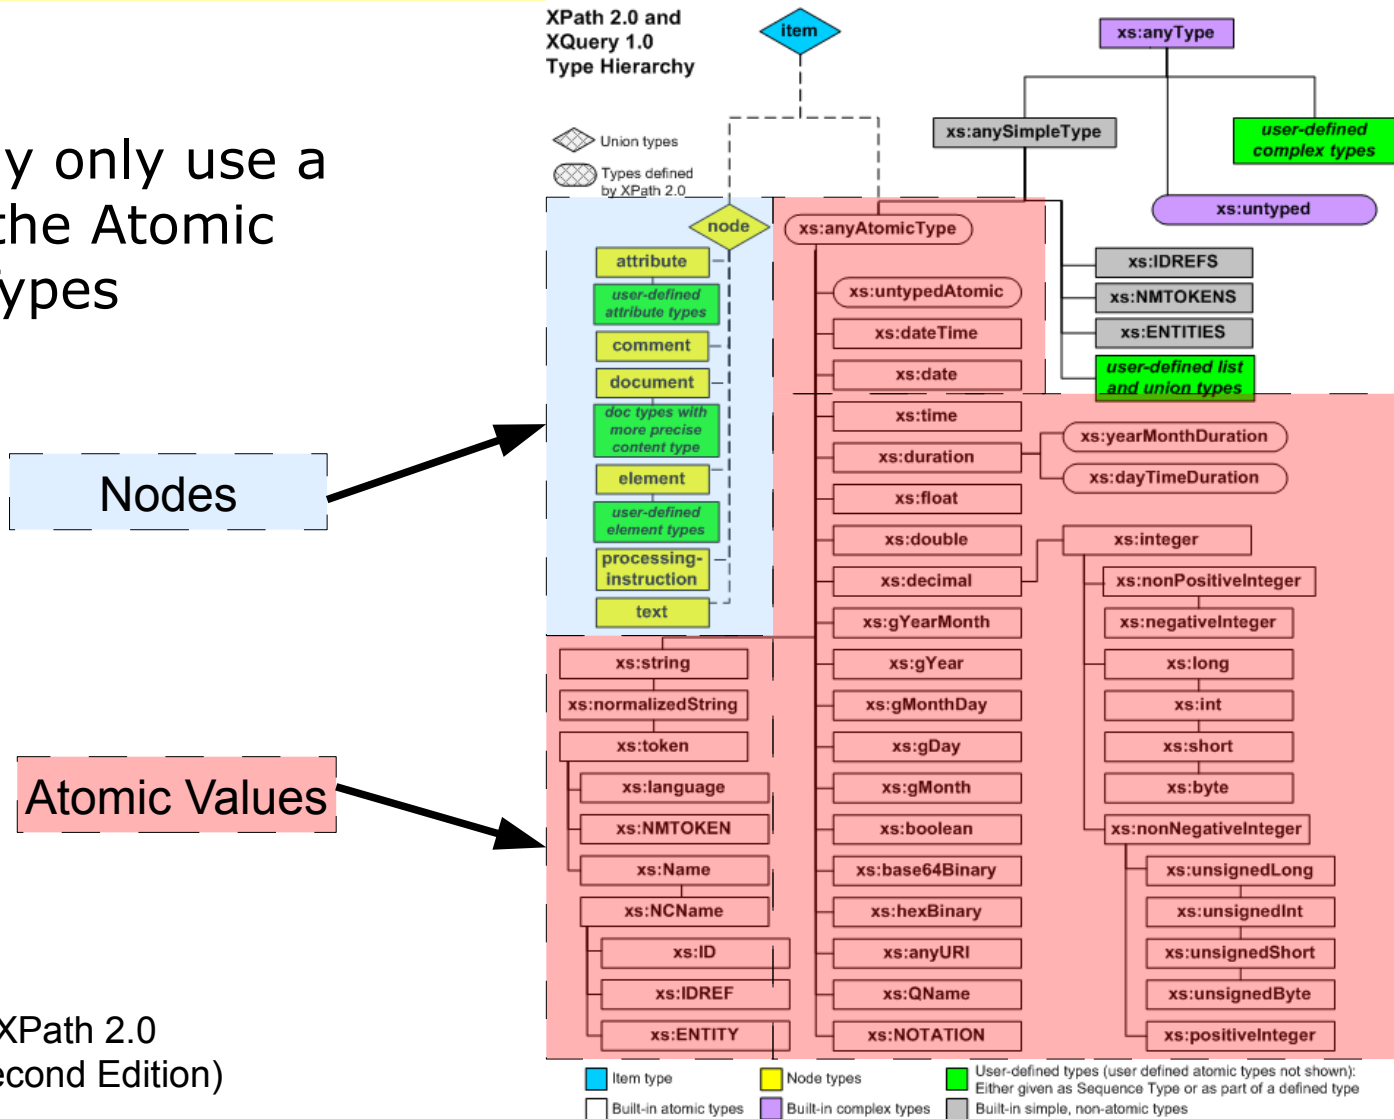 XPath 2.0 and
XQuery 1.0
Type Hierarchy
item
xs:anyType
Union types
Types defined
by XPath 2.0
xs:anySimpleType
user-defined
complex types
xs:untyped
y only use a
the Atomic
ypes
node
attribute
user-defined
attribute types
comment
document
doc types with
more precise
content type
element
user-defined
element types
processing-
instruction
text
xs:anyAtomicType
xs:untypedAtomic
xs:dateTime
xs:date
xs:time
xs:duration
xs:float
xs:double
xs:decimal
xs:gYearMonth
xs:gYear
xs:gMonthDay
xs:gDay
xs:gMonth
xs:boolean
xs:base64Binary
xs:hexBinary
xs:anyURI
xs:QName
xs:NOTATION
xs:IDREFS
xs:NMTOKENS
xs:ENTITIES
user-defined list
and union types
xs:yearMonthDuration
xs:dayTimeDuration
xs:integer
xs:nonPositiveInteger
xs:negativeInteger
xs:long
xs:int
xs:short
xs:byte
xs:nonNegativeInteger
xs:unsignedLong
xs:unsignedInt
xs:unsignedShort
xs:unsignedByte
xs:positiveInteger
Nodes
xs:string
xs:normalizedString
xs:token
xs:language
xs:NMTOKEN
xs:Name
xs:NCName
xs:ID
xs:IDREF
xs:ENTITY
Atomic Values
XPath 2.0
econd Edition)
Item type
Node types
User-defined types (user defined atomic types not shown):
Either given as Sequence Type or as part of a defined type
Built-in atomic types
Built-in complex types
Built-in simple, non-atomic types